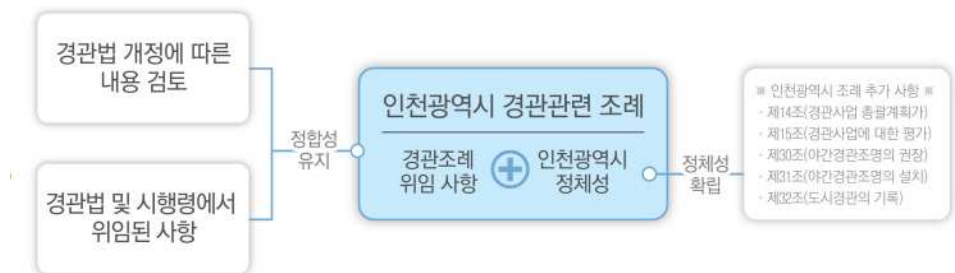 경관법 개정에 따른
내용 검토
경관법 및 시행령에서
위임된 사항
정합성
유지
인천광역시 경관관련 조례
경관조례
위임 사항
인천광역시
정체성
정체성
확립
※ 인천광역시 조례 추가 사항 ※
- 제14조(경관사업 총괄계획가)
- 제15조(경관사업에 대한 평가)
- 제30조(야간경관조명의 권장)
- 제31조(야간경관조명의 설치)
- 제32조(도시경관의 기록)